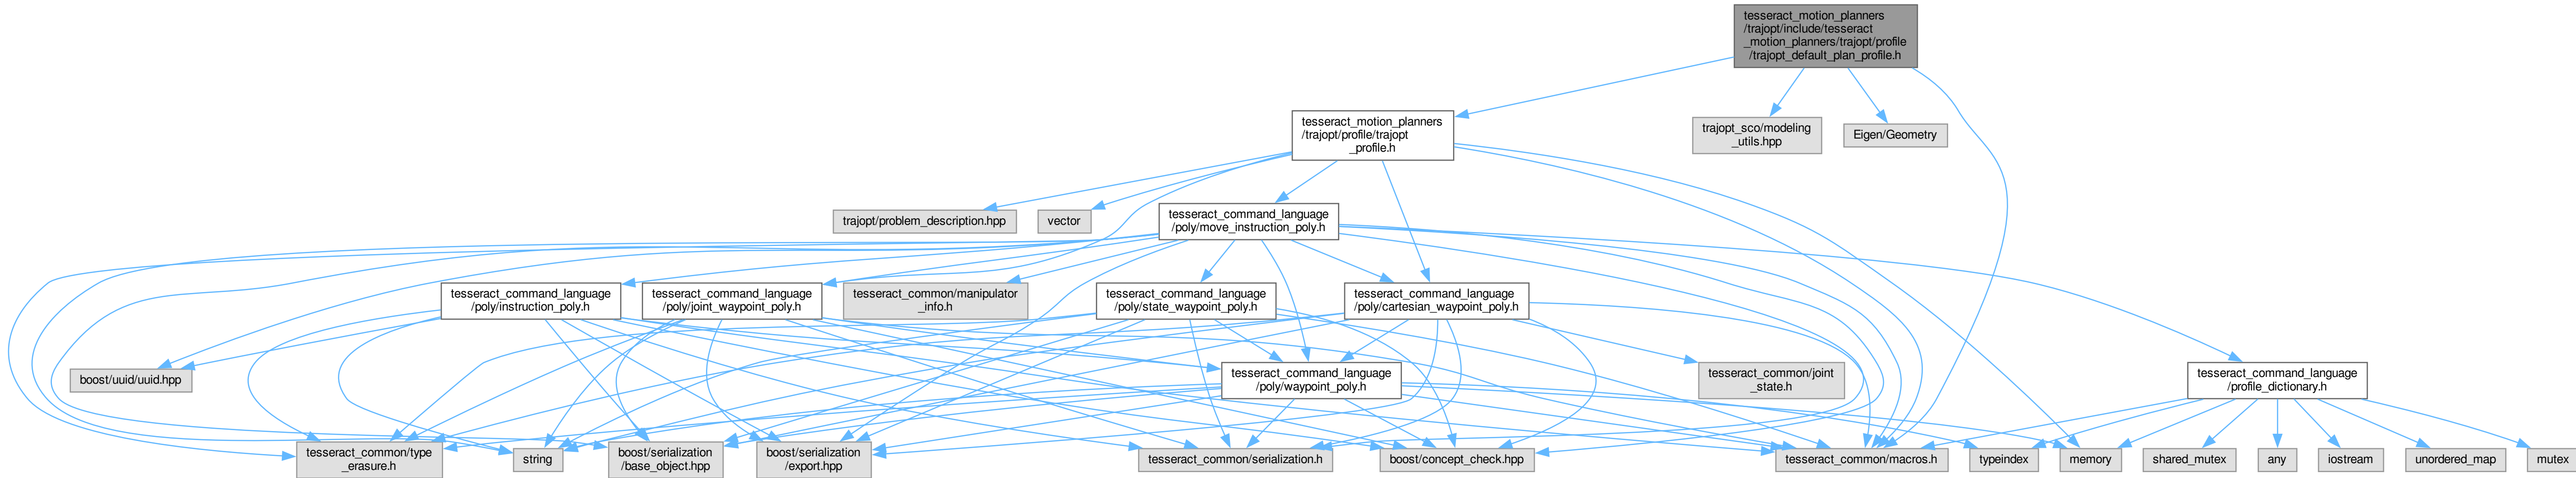 tesseract_motion_planners
/trajopt/include/tesseract
_motion_planners/trajopt/profile
/trajopt_default_plan_profile.h
tesseract_motion_planners
/trajopt/profile/trajopt
_profile.h
trajopt_sco/modeling
_utils.hpp
Eigen/Geometry
trajopt/problem_description.hpp
vector
tesseract_command_language
/poly/move_instruction_poly.h
tesseract_command_language
/poly/instruction_poly.h
tesseract_command_language
/poly/joint_waypoint_poly.h
tesseract_common/manipulator
_info.h
tesseract_command_language
/poly/state_waypoint_poly.h
tesseract_command_language
/poly/cartesian_waypoint_poly.h
boost/uuid/uuid.hpp
tesseract_command_language
/poly/waypoint_poly.h
tesseract_common/joint
_state.h
tesseract_command_language
/profile_dictionary.h
tesseract_common/type
_erasure.h
string
boost/serialization
/base_object.hpp
boost/serialization
/export.hpp
tesseract_common/serialization.h
boost/concept_check.hpp
tesseract_common/macros.h
typeindex
memory
shared_mutex
any
iostream
unordered_map
mutex